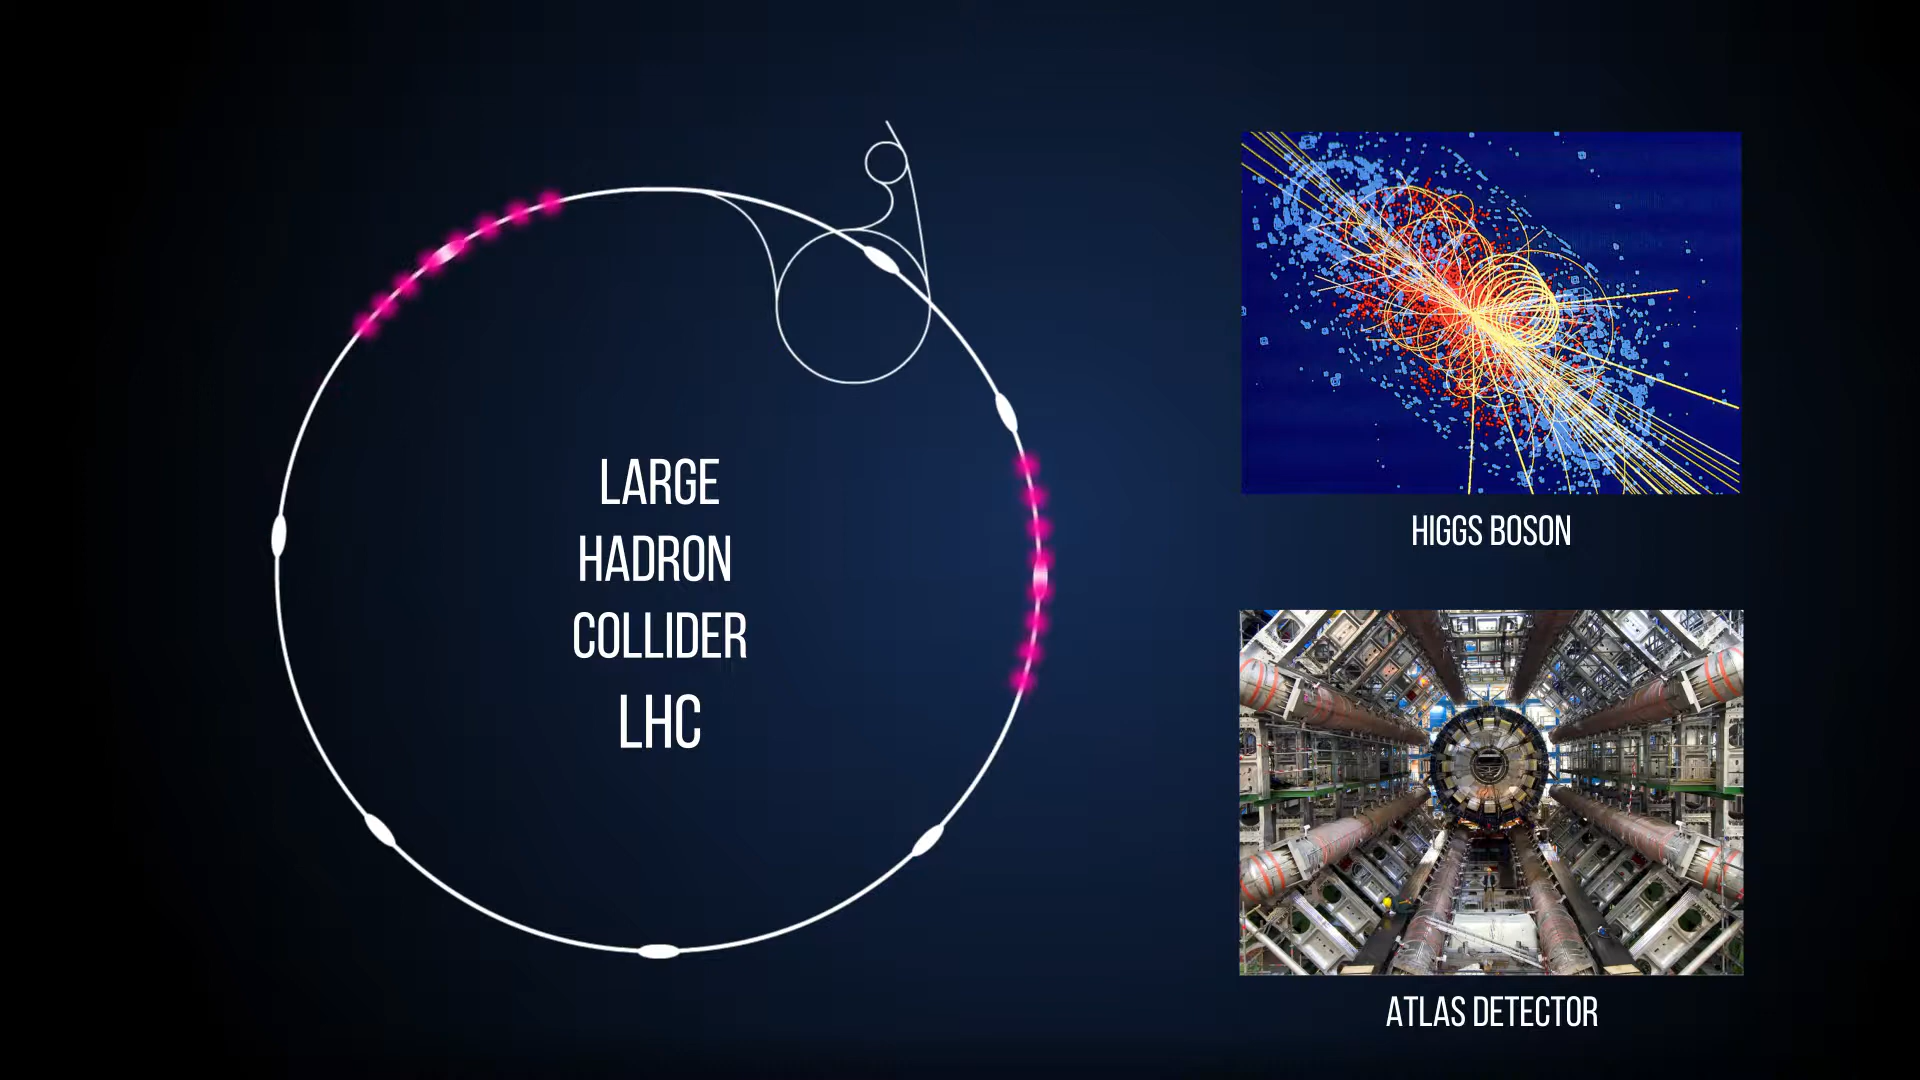 LARGE
HADRON
COLLIDER
LHC
HIGGS BOSON
ATLAS DETECTOR